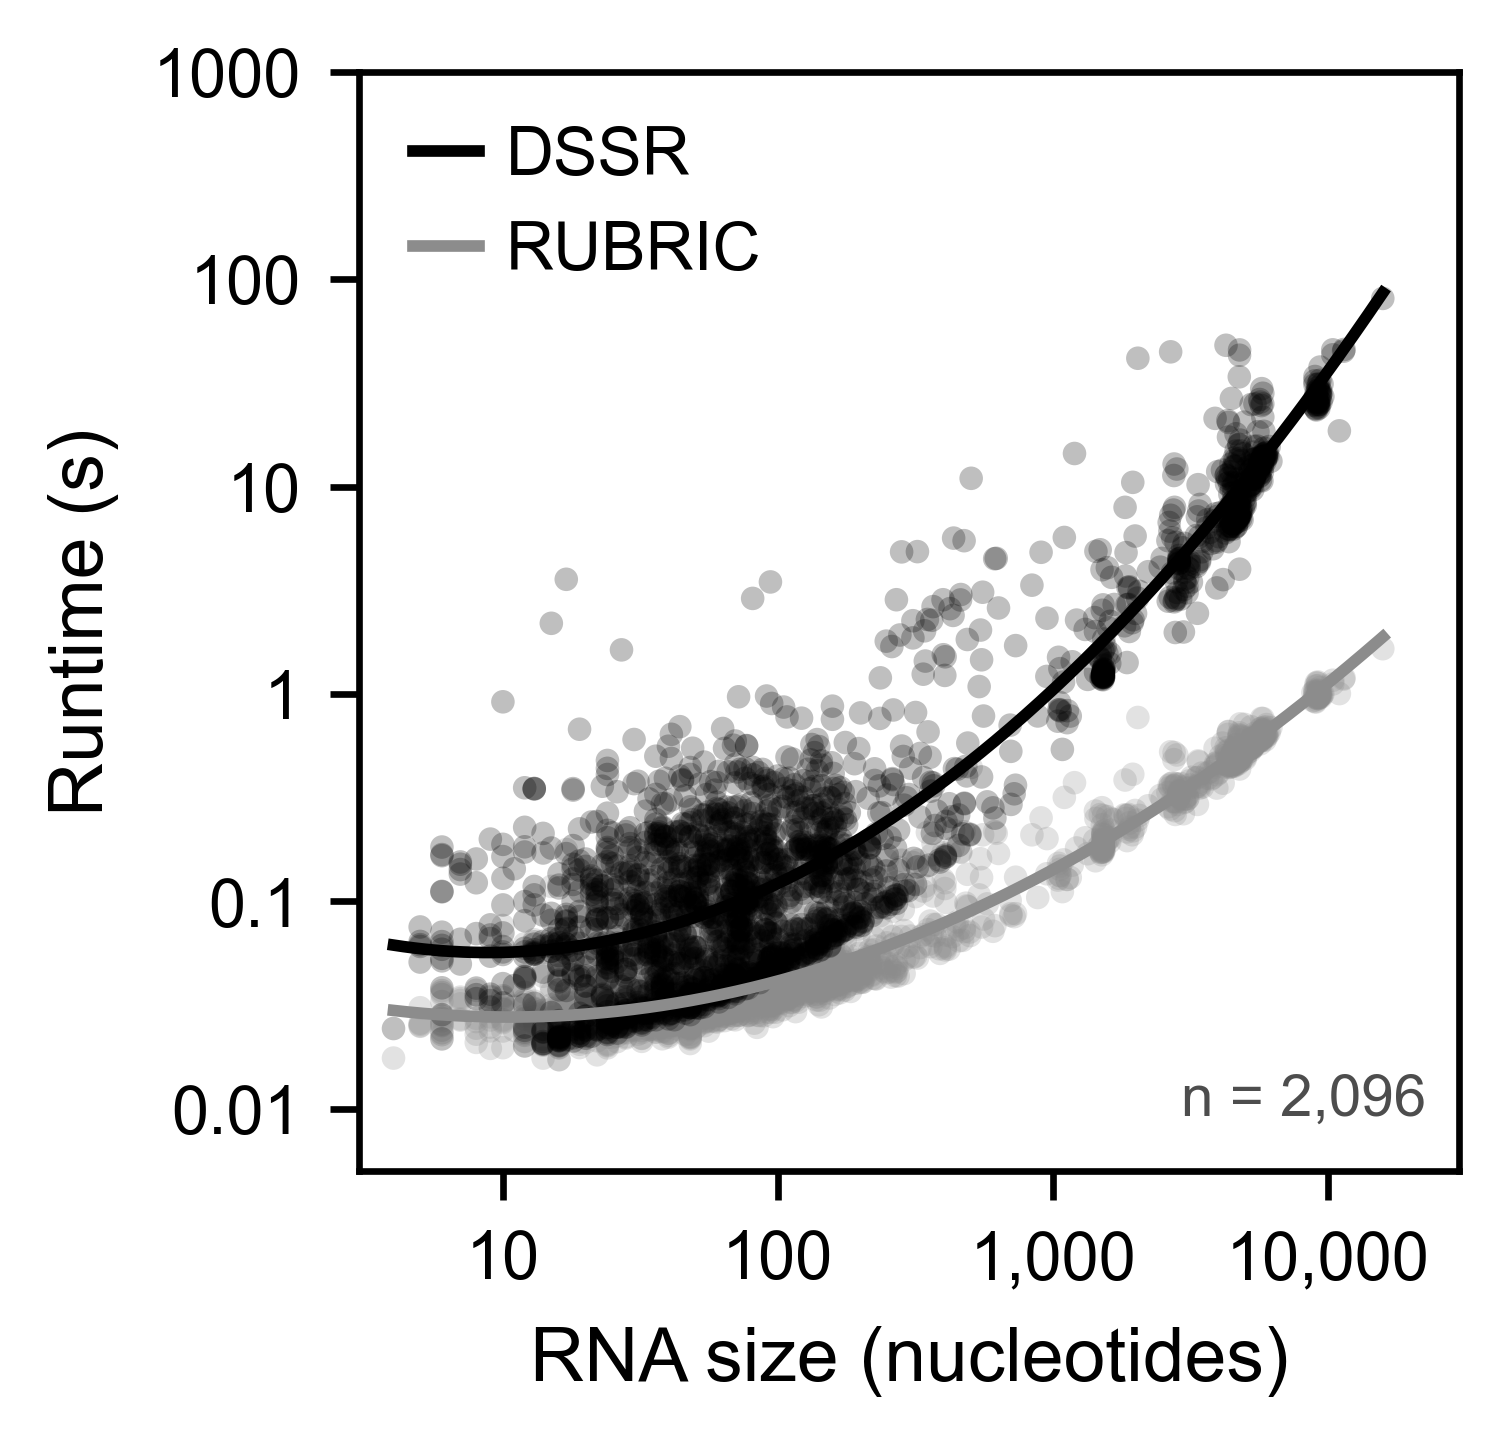 1000
100
10
1
0.1
0.01
Runtime (s)
DSSR
RUBRIC
n = 2,096
10 100 1,000 10,000
RNA size (nucleotides)